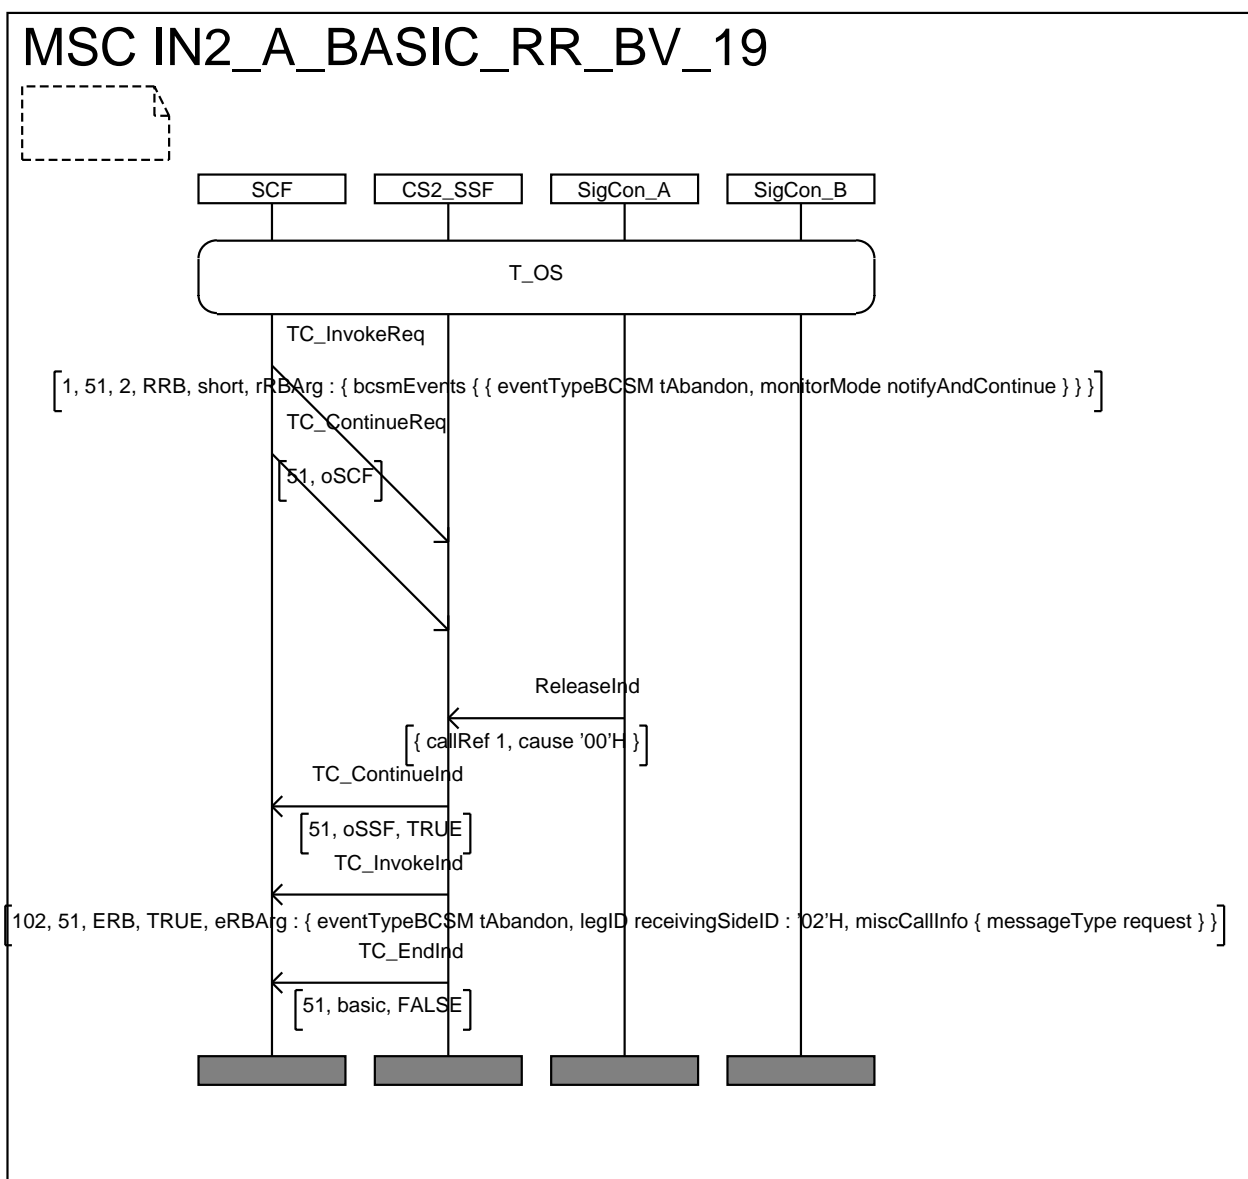 MSC IN2_A_BASIC_RR_BV_19
SCF CS2_SSF SigCon_A SigCon_B
T_OS
TC_InvokeReq
1, 51, 2, RRB, short, rRBArg : { bcsmEvents { { eventTypeBCSM tAbandon, monitorMode notifyAndContinue } } }
TC_ContinueReq
51, oSCF
ReleaseInd
{ callRef 1, cause '00'H }
TC_ContinueInd
51, oSSF, TRUE
TC_InvokeInd
102, 51, ERB, TRUE, eRBArg : { eventTypeBCSM tAbandon, legID receivingSideID : '02'H, miscCallInfo { messageType request } }
TC_EndInd
51, basic, FALSE